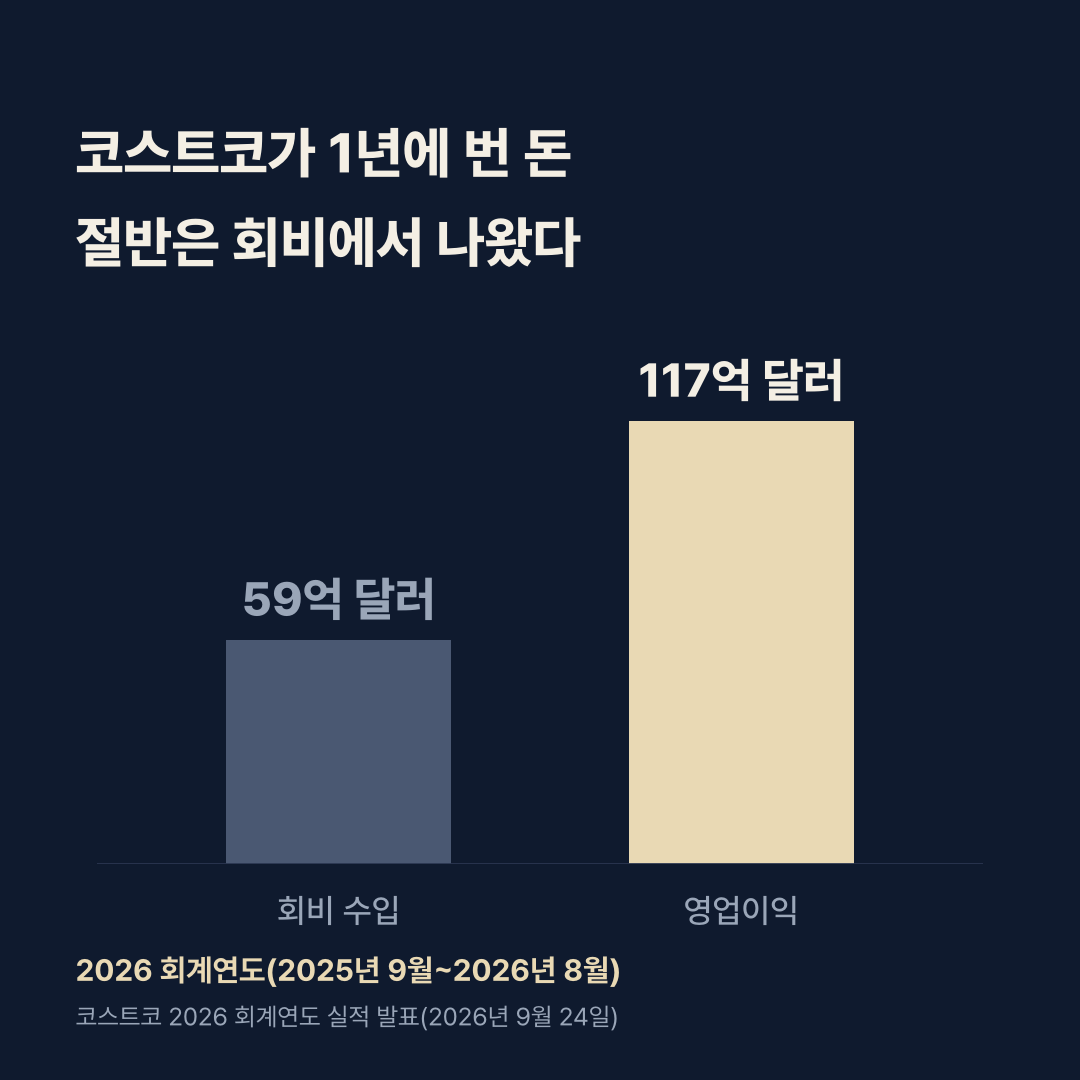 코스트코가 1년에 번 돈
절반은 회비에서 나왔다
117억 달러
59억 달러
회비 수입
영업이익
2026 회계연도(2025년 9월~2026년 8월)
코스트코 2026 회계연도 실적 발표(2026년 9월 24일)